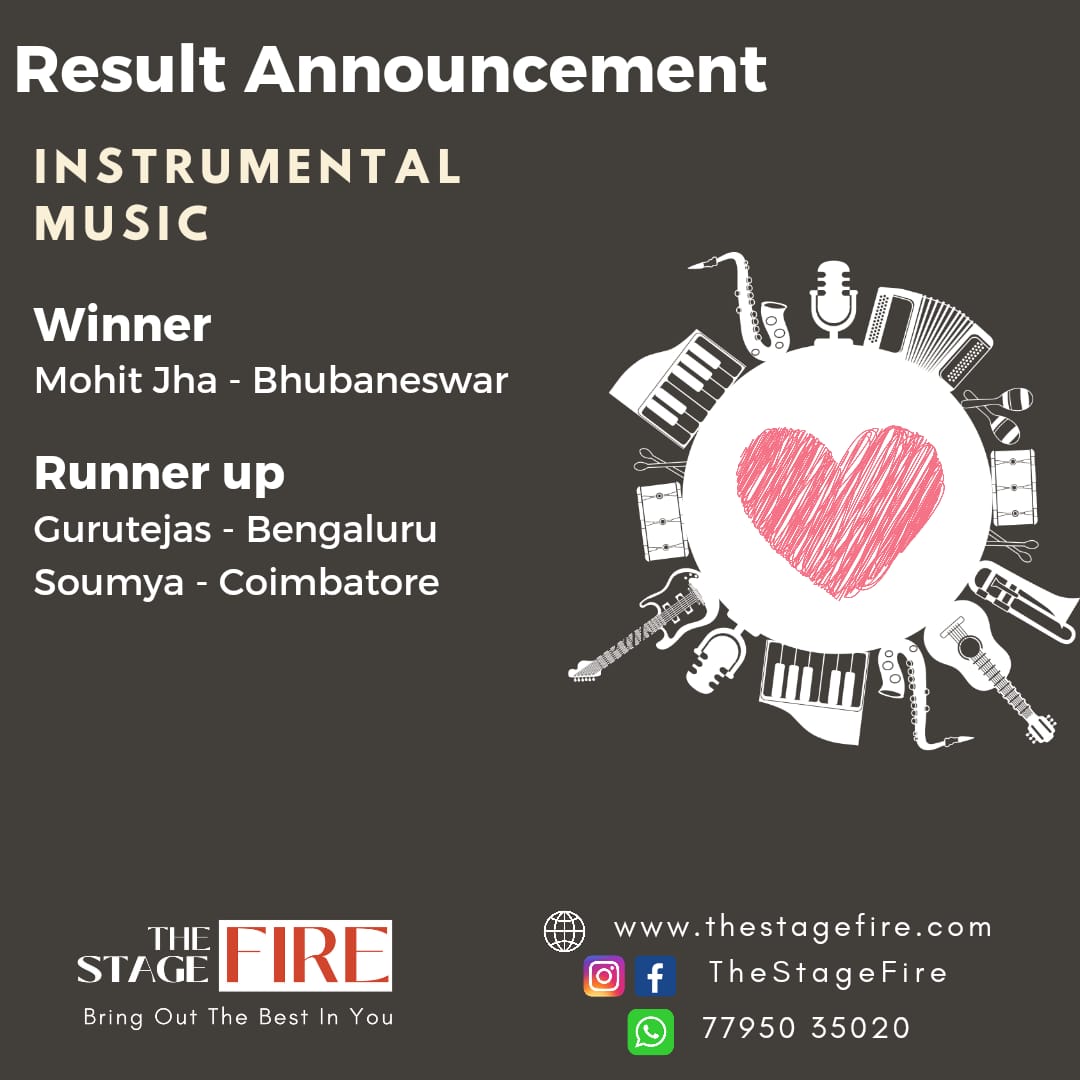 Result Announcement
INSTRUMENTAL
MUSIC
Winner
Mohit Jha - Bhubaneswar
Runner up
Gurutejas - Bengaluru
Soumya - Coimbatore
THE
STAGE FIRE
Bring Out The Best In You
www.thestagefire.com
TheStageFire
77950 35020